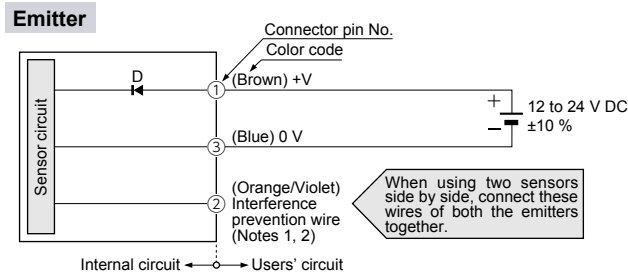 Emitter
Connector pin No.
Color code
D
1
(Brown) +V
+
12 to 24 V DC
±10 %
−
Sensor circuit
3
(Blue) 0 V
2
(Orange/Violet)
Interference
prevention wire
(Notes 1, 2)
When using two sensors
side by side, connect these
wires of both the emitters
together.
Internal circuit
Users' circuit